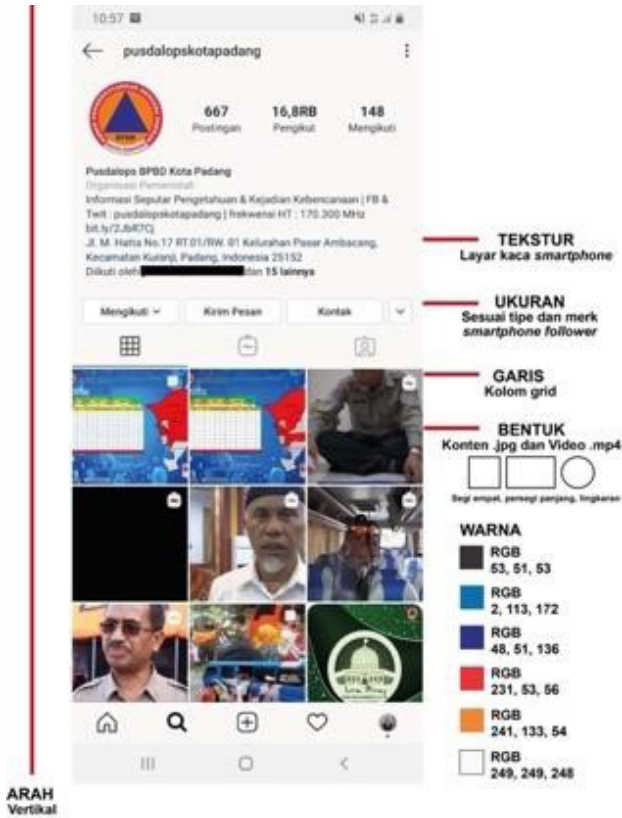 10:57
pusdalopskotapadang
667
16,8RB
148
Postingan
Pengikut
Mengikuti
BPBD
Pusdalops BPBD Kota Padang
Organisasi Pemerintah
Informasi Seputar Pengetahuan & Kejadian Kebencanaan | FB &
Twit : pusdalopskotapadang | frekwensi HT : 170.300 MHz
bit.ly/2JbR7Cj
Jl. M. Hatta No.17 RT.01/RW. 01 Kelurahan Pasar Ambacang,
Kecamatan Kuranji, Padang, Indonesia 25152
Diikuti oleh dan 15 lainnya
Mengikuti
Kirim Pesan
Kontak
TEKSTUR
Layar kaca smartphone
UKURAN
Sesuai tipe dan merk
smartphone follower
GARIS
Kolom grid
BENTUK
Konten .jpg dan Video .mp4
Segi empat, persegi panjang, lingkaran
WARNA
RGB
53, 51, 53
RGB
2, 113, 172
RGB
48, 51, 136
RGB
231, 53, 56
RGB
241, 133, 54
RGB
249, 249, 248
ARAH
Vertikal